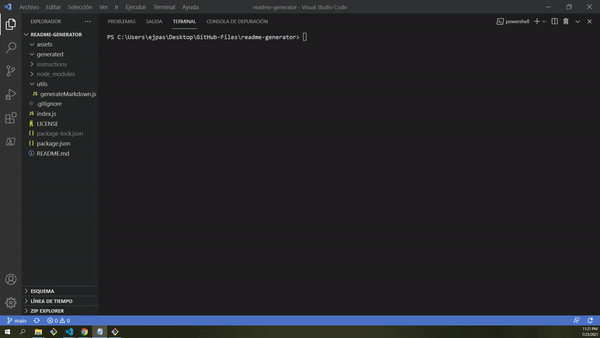 Archivo Editar Selección Ver Ir Ejecutar Terminal Ayuda
readme-generator - Visual Studio Code
EXPLORADOR
PROBLEMAS SALIDA TERMINAL CONSOLA DE DEPURACIÓN
powershell
README-GENERATOR
assets
generated
instructions
node_modules
utils
JS generateMarkdown.js
.gitignore
JS index.js
LICENSE
{} package-lock.json
{} package.json
README.md
PS C:\Users\ejpas\Desktop\GitHub-Files\readme-generator>
ESQUEMA
LÍNEA DE TIEMPO
ZIP EXPLORER
main 0 0
11:21 PM
7/23/2021